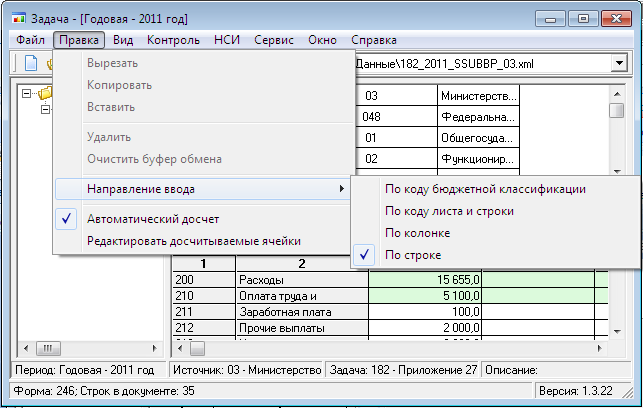 Задача - [Годовая - 2011 год]
Файл Правка Вид Контроль НСИ Сервис Окно Справка
Данные\182_2011_SSUBBP_03.xml
Вырезать
Копировать
Вставить
Удалить
Очистить буфер обмена
Направление ввода
Автоматический досчет
Редактировать досчитываемые ячейки
03 Министерств...
048 Федеральна...
01 Общегосуда...
02 Функционир...
По коду бюджетной классификации
По коду листа и строки
По колонке
По строке
1 2
200 Расходы 15 655,0
210 Оплата труда и 5 100,0
211 Заработная плата 100,0
212 Прочие выплаты 2 000,0
Период: Годовая - 2011 год Источник: 03 - Министерство Задача: 182 - Приложение 27 Описание:
Форма: 246; Строк в документе: 35 Версия: 1.3.22